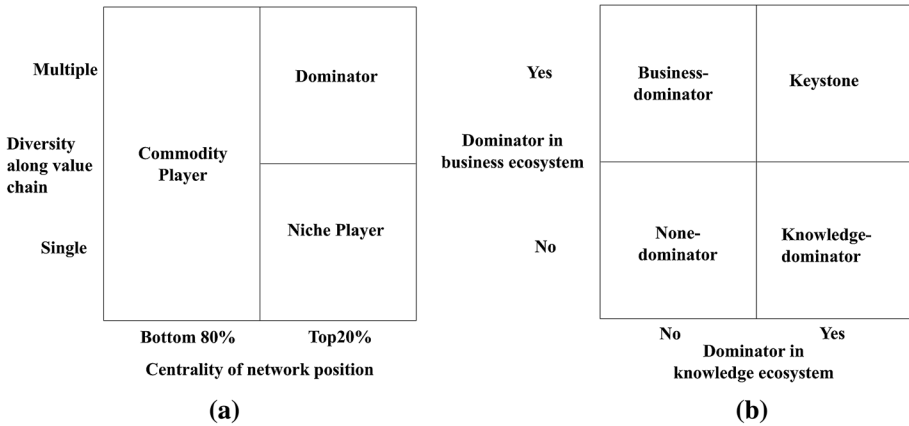 Multiple
Diversity
along value
chain
Single
Commodity
Player
Dominator
Niche Player
Bottom 80%
Top20%
Centrality of network position
(a)
Yes
Dominator in
business ecosystem
No
Business-
dominator
Keystone
None-
dominator
Knowledge-
dominator
No
Yes
Dominator in
knowledge ecosystem
(b)